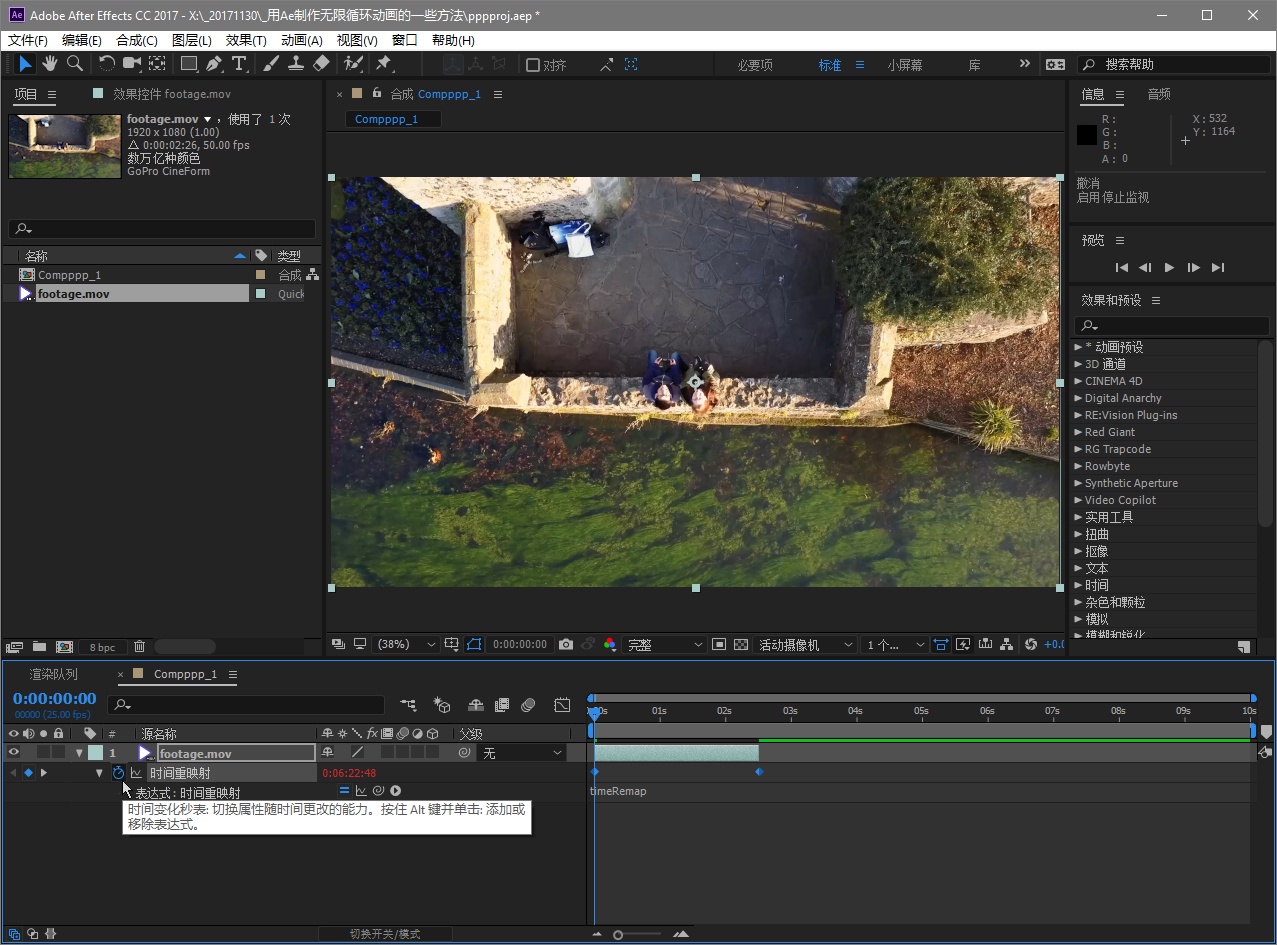 Ae Adobe After Effects CC 2017 - X:\_20171130\_用Ae制作无限循环动画的一些方法\pppproj.aep *
文件(F) 编辑(E) 合成(C) 图层(L) 效果(T) 动画(A) 视图(V) 窗口 帮助(H)
对齐 必要项 标准 小屏幕 库 搜索帮助
项目 效果控件 footage.mov
footage.mov ，使用了 1 次
1920 x 1080 (1.00)
△ 0:00:02:26, 50.00 fps
数万亿种颜色
GoPro CineForm
名称 类型
Compppp_1 合成
footage.mov Quick
8 bpc
合成 Compppp_1
Compppp_1
(38%) 0:00:00:00 完整 活动摄像机 1 个... +0.0
信息 音频
R :
G :
B :
A : 0
X : 532
Y : 1164
撤消
启用 停止监视
预览
效果和预设
* 动画预设
3D 通道
CINEMA 4D
Digital Anarchy
RE:Vision Plug-ins
Red Giant
RG Trapcode
Rowbyte
Synthetic Aperture
Video Copilot
实用工具
扭曲
抠像
文本
时间
杂色和颗粒
模拟
模糊和锐化
渲染队列 Compppp_1
0:00:00:00
00000 (25.00 fps)
# 源名称 父级
1 footage.mov 无
时间重映射 0:06:22:48
表达式 : 时间重映射
时间变化秒表: 切换属性随时间更改的能力。按住 Alt 键并单击: 添加或
移除表达式。
01s 02s 03s 04s 05s 06s 07s 08s 09s 10s
timeRemap
切换开关/模式